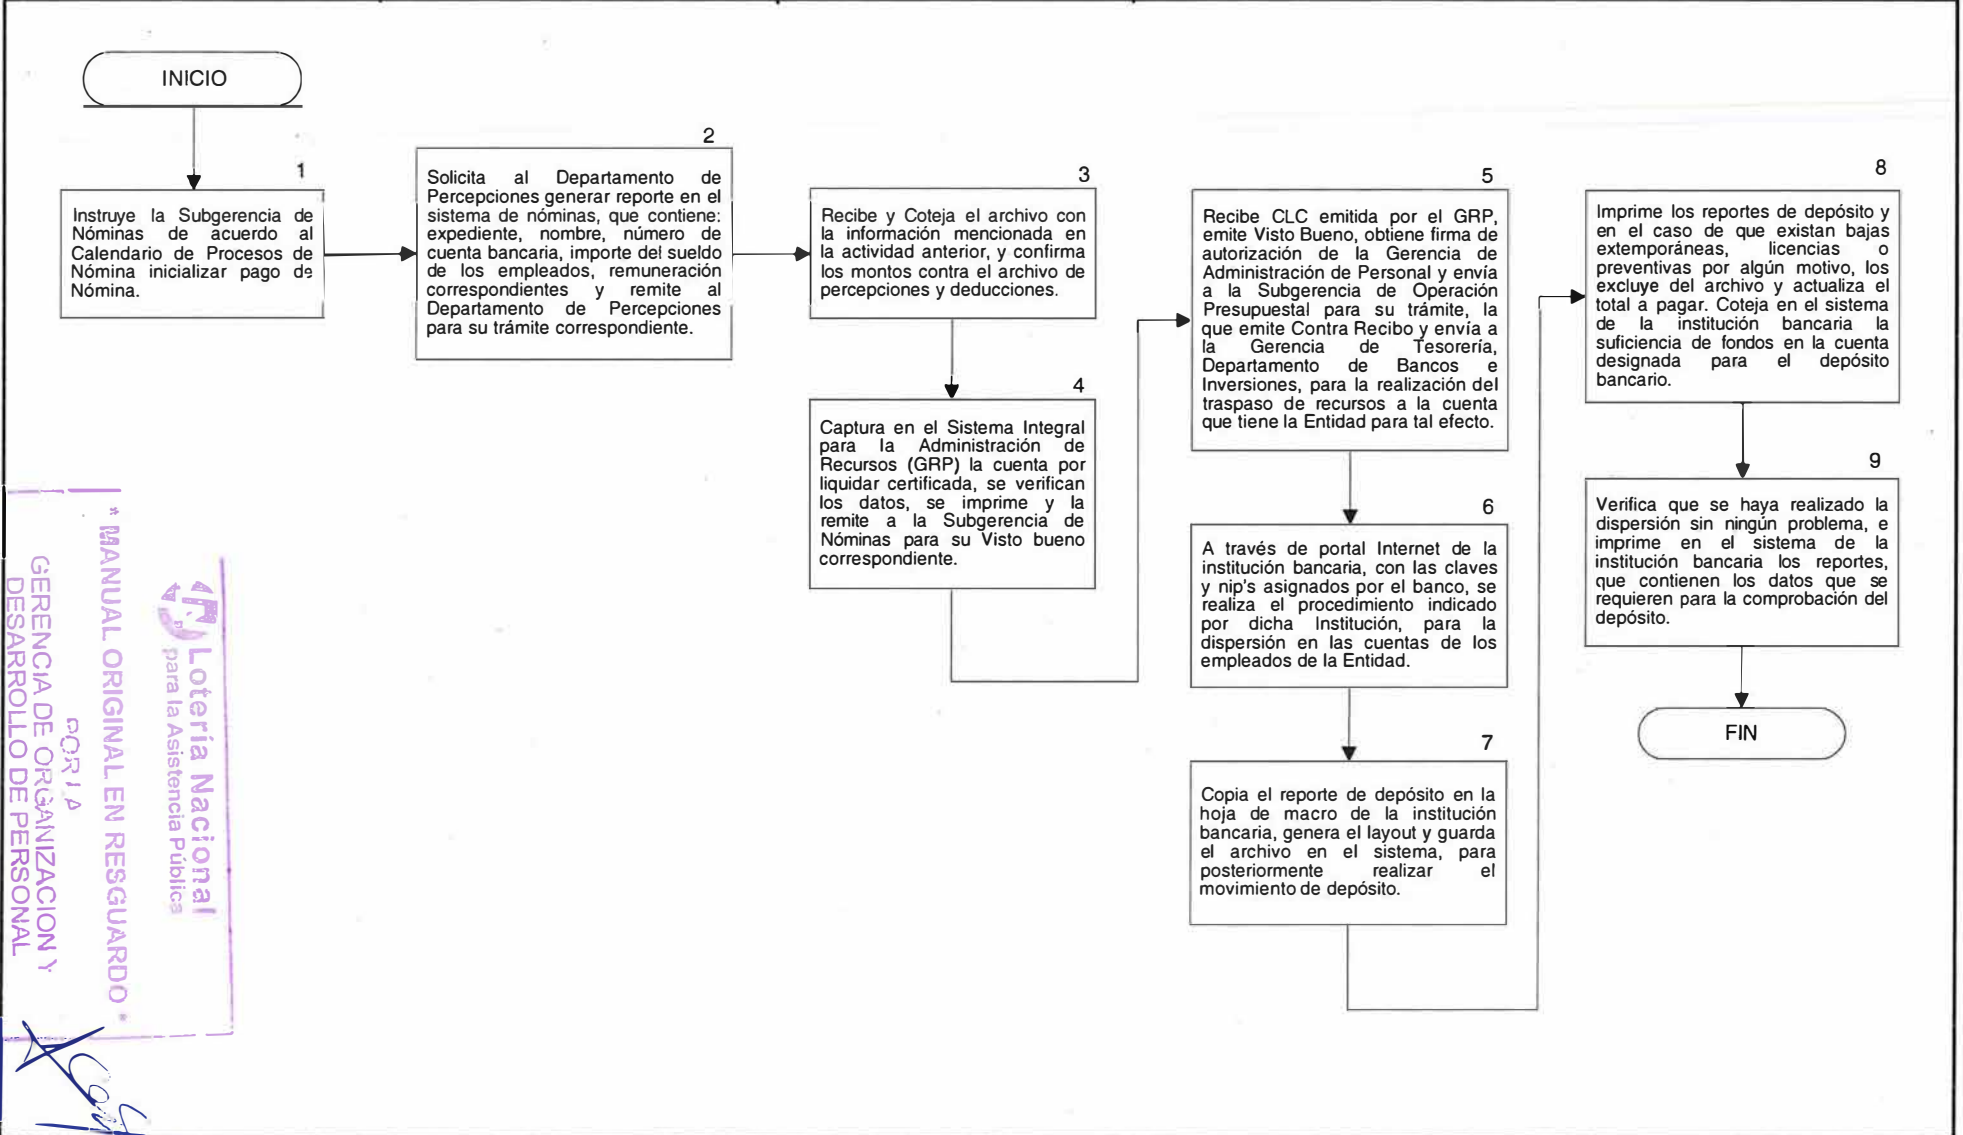 INICIO
1
Instruye la Subgerencia de
Nóminas de acuerdo al
Calendario de Procesos de
Nómina inicializar pago de
Nómina.
2
Solicita al Departamento de
Percepciones generar reporte en el
sistema de nóminas, que contiene:
expediente, nombre, número de
cuenta bancaria, importe del sueldo
de los empleados, remuneración
correspondientes y remite al
Departamento de Percepciones
para su trámite correspondiente.
3
Recibe y Coteja el archivo con
la información mencionada en
la actividad anterior, y confirma
los montos contra el archivo de
percepciones y deducciones.
4
Captura en el Sistema Integral
para la Administración de
Recursos (GRP) la cuenta por
liquidar certificada, se verifican
los datos, se imprime y la
remite a la Subgerencia de
Nóminas para su Visto bueno
correspondiente.
5
Recibe CLC emitida por el GRP,
emite Visto Bueno, obtiene firma de
autorización de la Gerencia de
Administración de Personal y envía
a la Subgerencia de Operación
Presupuestal para su trámite, la
que emite Contra Recibo y envía a
la Gerencia de Tesorería,
Departamento de Bancos e
Inversiones, para la realización del
traspaso de recursos a la cuenta
que tiene la Entidad para tal efecto.
6
A través de portal Internet de la
institución bancaria, con las claves
y nip's asignados por el banco, se
realiza el procedimiento indicado
por dicha Institución, para la
dispersión en las cuentas de los
empleados de la Entidad.
7
Copia el reporte de depósito en la
hoja de macro de la institución
bancaria, genera el layout y guarda
el archivo en el sistema, para
posteriormente realizar el
movimiento de depósito.
8
Imprime los reportes de depósito y
en el caso de que existan bajas
extemporáneas, licencias o
preventivas por algún motivo, los
excluye del archivo y actualiza el
total a pagar. Coteja en el sistema
de la institución bancaria la
suficiencia de fondos en la cuenta
designada para el depósito
bancario.
9
Verifica que se haya realizado la
dispersión sin ningún problema, e
imprime en el sistema de la
institución bancaria los reportes,
que contienen los datos que se
requieren para la comprobación del
depósito.
FIN
Lotería Nacional
para la Asistencia Pública
" MANUAL ORIGINAL EN RESGUARDO "
POR LA
GERENCIA DE ORGANIZACION Y
DESARROLLO DE PERSONAL